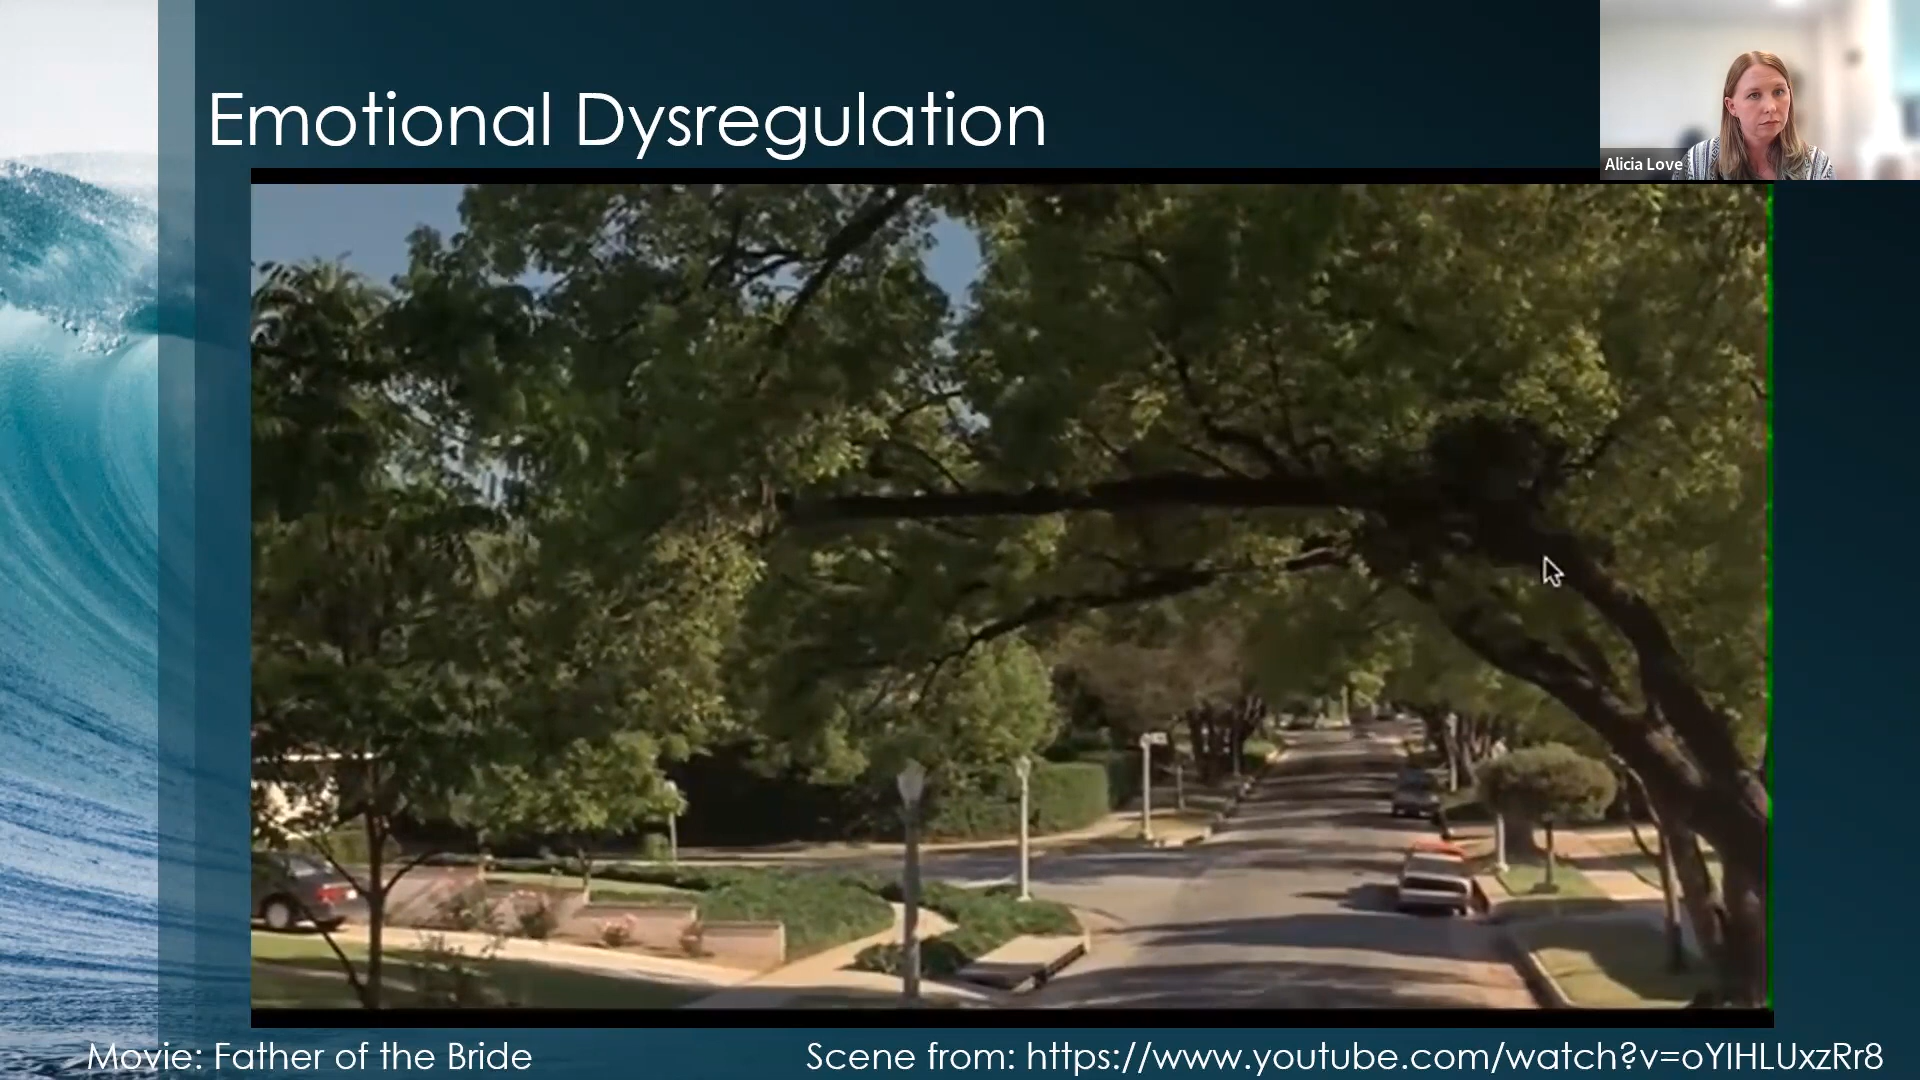 Emotional Dysregulation
Alicia Love
Movie: Father of the Bride
Scene from: https://www.youtube.com/watch?v=oYIHLUxzRr8